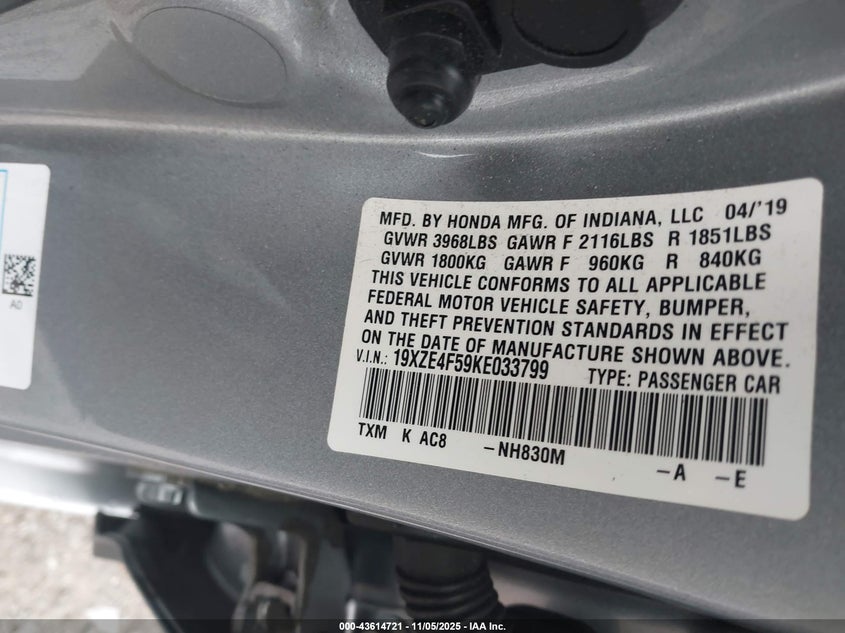 MFD. BY HONDA MFG. OF INDIANA, LLC 04/'19
GVWR 3968LBS GAWR F 2116LBS R 1851LBS
GVWR 1800KG GAWR F 960KG R 840KG
THIS VEHICLE CONFORMS TO ALL APPLICABLE
FEDERAL MOTOR VEHICLE SAFETY, BUMPER,
AND THEFT PREVENTION STANDARDS IN EFFECT
ON THE DATE OF MANUFACTURE SHOWN ABOVE.
V.I.N.: 19XZE4F59KE033799 TYPE: PASSENGER CAR
TXM K AC8 -NH830M -A -E
A0
000-43614721 - 11/05/2025 - IAA Inc.